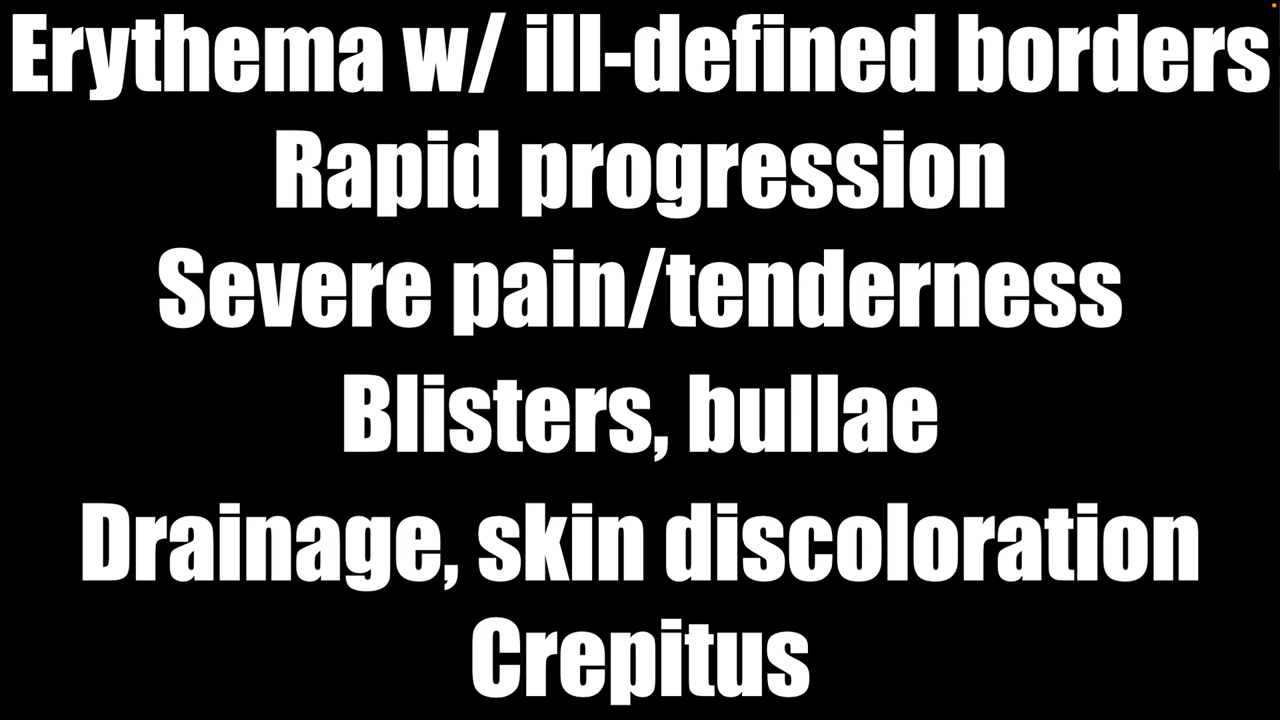 Erythema w/ ill-defined borders
Rapid progression
Severe pain/tenderness
Blisters, bullae
Drainage, skin discoloration
Crepitus